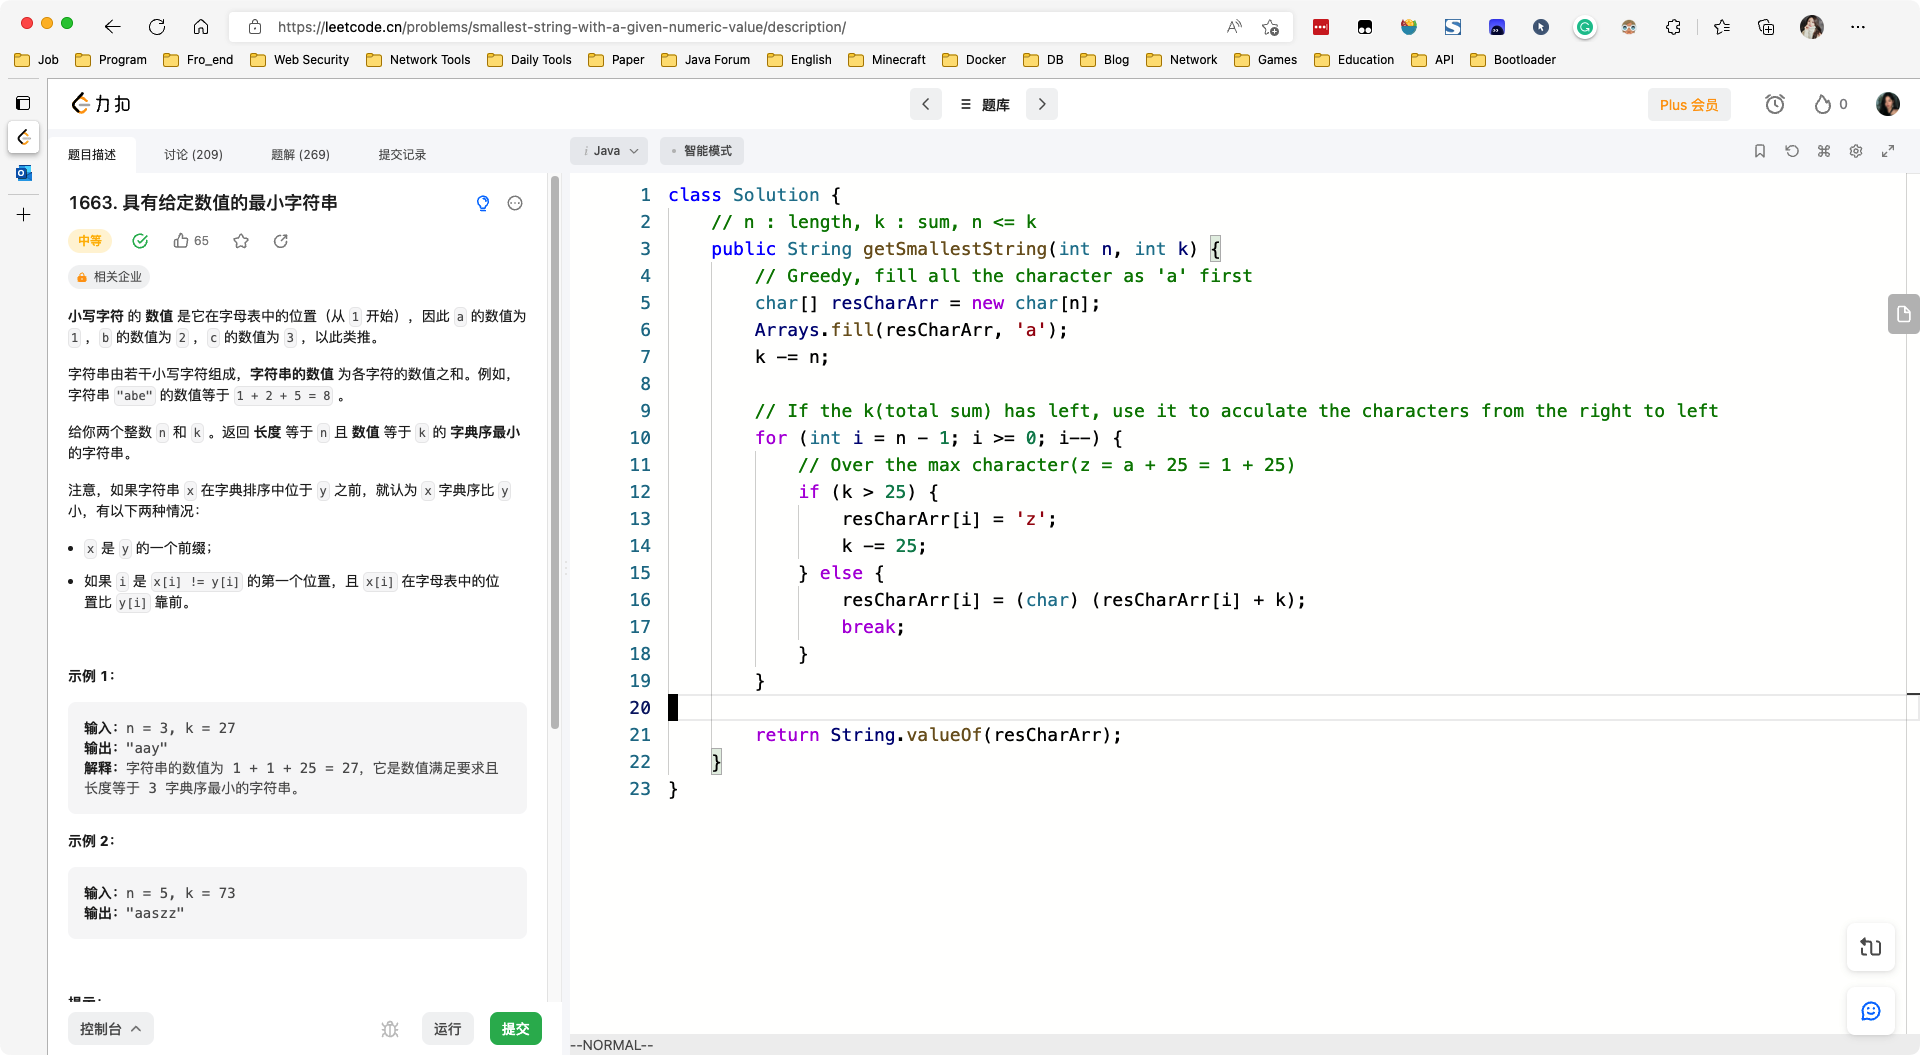 https://leetcode.cn/problems/smallest-string-with-a-given-numeric-value/description/
Job Program Fro_end Web Security Network Tools Daily Tools Paper Java Forum English Minecraft Docker DB Blog Network Games Education API Bootloader
力扣
题库
Plus 会员
0
题目描述 讨论 (209) 题解 (269) 提交记录
1663. 具有给定数值的最小字符串
中等 65
相关企业
小写字符 的 数值 是它在字母表中的位置（从 1 开始），因此 a 的数值为
1 ，b 的数值为 2 ，c 的数值为 3 ，以此类推。
字符串由若干小写字符组成，字符串的数值 为各字符的数值之和。例如，
字符串 "abe" 的数值等于 1 + 2 + 5 = 8 。
给你两个整数 n 和 k 。返回 长度 等于 n 且 数值 等于 k 的 字典序最小
的字符串。
注意，如果字符串 x 在字典排序中位于 y 之前，就认为 x 字典序比 y
小，有以下两种情况：
• x 是 y 的一个前缀；
• 如果 i 是 x[i] != y[i] 的第一个位置，且 x[i] 在字母表中的位
置比 y[i] 靠前。
示例 1：
输入：n = 3, k = 27
输出："aay"
解释：字符串的数值为 1 + 1 + 25 = 27，它是数值满足要求且
长度等于 3 字典序最小的字符串。
示例 2：
输入：n = 5, k = 73
输出："aaszz"
提示：
控制台 运行 提交
i Java 智能模式
1 class Solution {
2 // n : length, k : sum, n <= k
3 public String getSmallestString(int n, int k) {
4 // Greedy, fill all the character as 'a' first
5 char[] resCharArr = new char[n];
6 Arrays.fill(resCharArr, 'a');
7 k -= n;
8
9 // If the k(total sum) has left, use it to acculate the characters from the right to left
10 for (int i = n - 1; i >= 0; i--) {
11 // Over the max character(z = a + 25 = 1 + 25)
12 if (k > 25) {
13 resCharArr[i] = 'z';
14 k -= 25;
15 } else {
16 resCharArr[i] = (char) (resCharArr[i] + k);
17 break;
18 }
19 }
20
21 return String.valueOf(resCharArr);
22 }
23 }
--NORMAL--